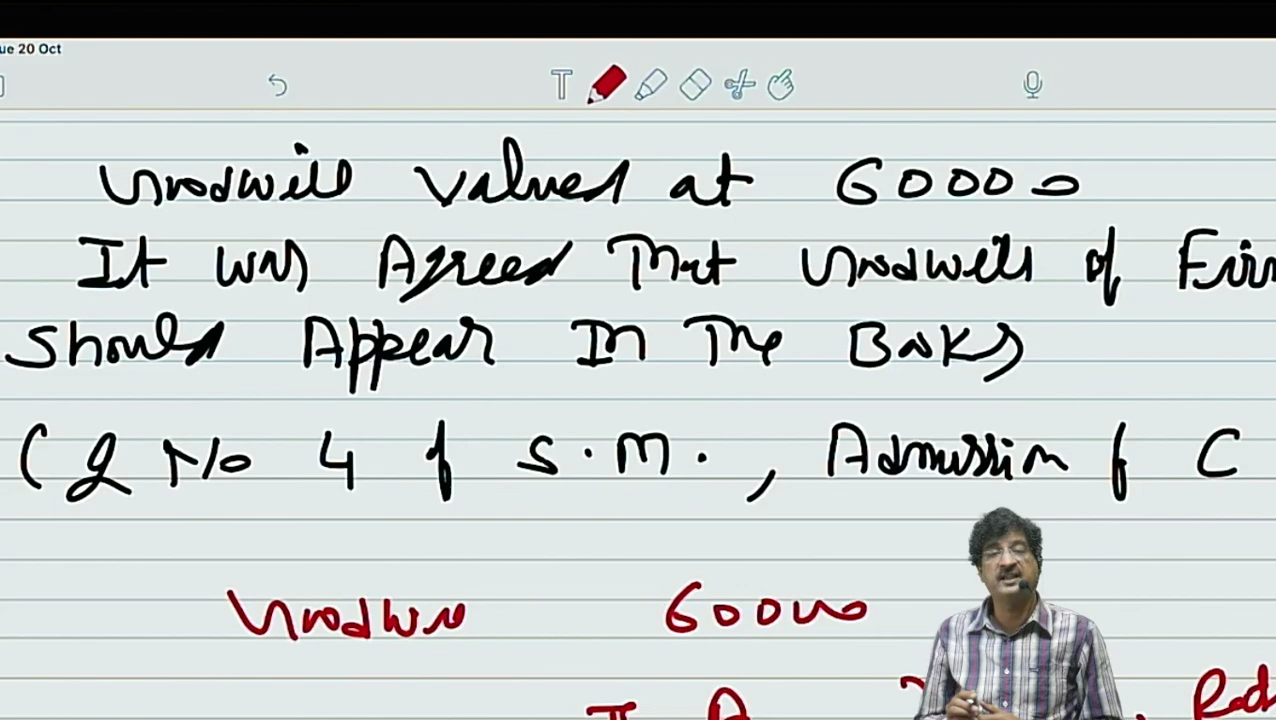 ue 20 Oct
T
Goodwill valued at 60000
It was Agreed That Goodwill of Firm
Should Appear In The Books
(Q No 4 of S.M., Admission of C
Goodwill 60000